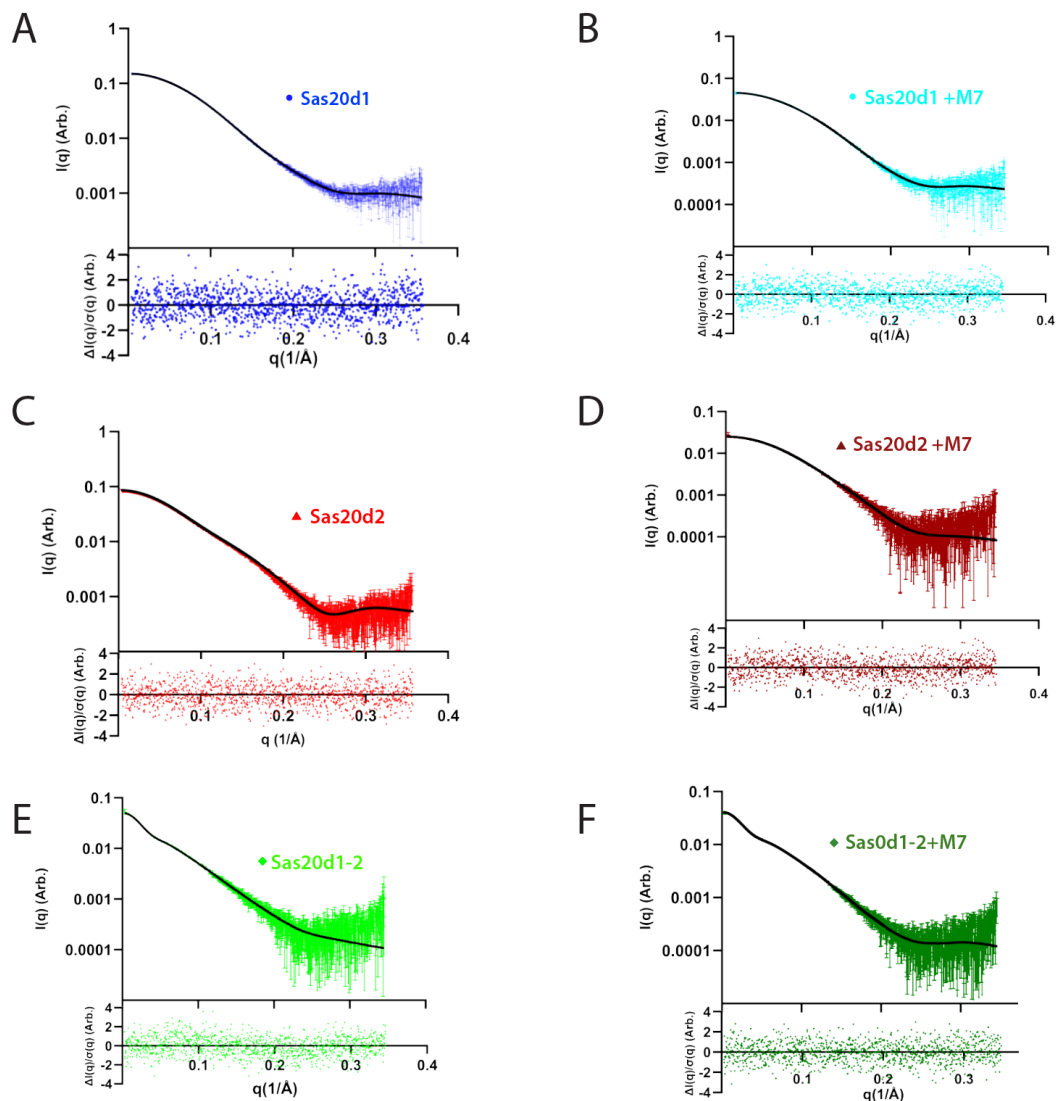 A
1
0.1
0.01
0.001
I(q) (Arb.)
Sas20d1
4
2
0
-2
-4
ΔI(q)/σ(q) (Arb.)
0.1 0.2 0.3 0.4
q(1/Å)
B
1
0.1
0.01
0.001
0.0001
I(q) (Arb.)
Sas20d1 +M7
4
2
0
-2
-4
ΔI(q)/σ(q) (Arb.)
0.1 0.2 0.3 0.4
q(1/Å)
C
1
0.1
0.01
0.001
I(q) (Arb.)
Sas20d2
4
2
0
-2
-4
ΔI(q)/σ(q) (Arb.)
0.1 0.2 0.3 0.4
q (1/Å)
D
0.1
0.01
0.001
0.0001
I(q) (Arb.)
Sas20d2 +M7
4
2
0
-2
-4
ΔI(q)/σ(q) (Arb.)
0.1 0.2 0.3 0.4
q(1/Å)
E
0.1
0.01
0.001
0.0001
I(q) (Arb.)
Sas20d1-2
4
2
0
-2
-4
ΔI(q)/σ(q) (Arb.)
0.1 0.2 0.3 0.4
q(1/Å)
F
0.1
0.01
0.001
0.0001
I(q) (Arb.)
Sas0d1-2+M7
4
2
0
-2
-4
ΔI(q)/σ(q) (Arb.)
0.1 0.2 0.3
q(1/Å)